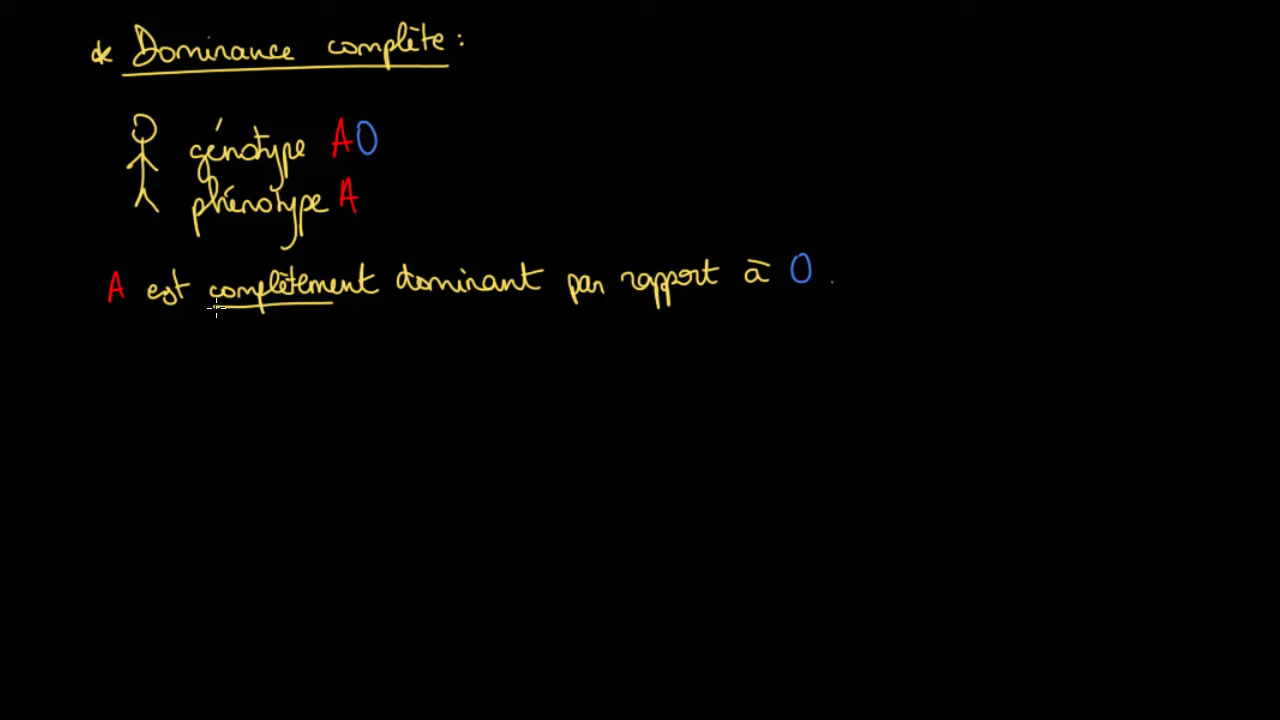 * Dominance complète :
génotype AO
phénotype A
A est complètement dominant par rapport à O.